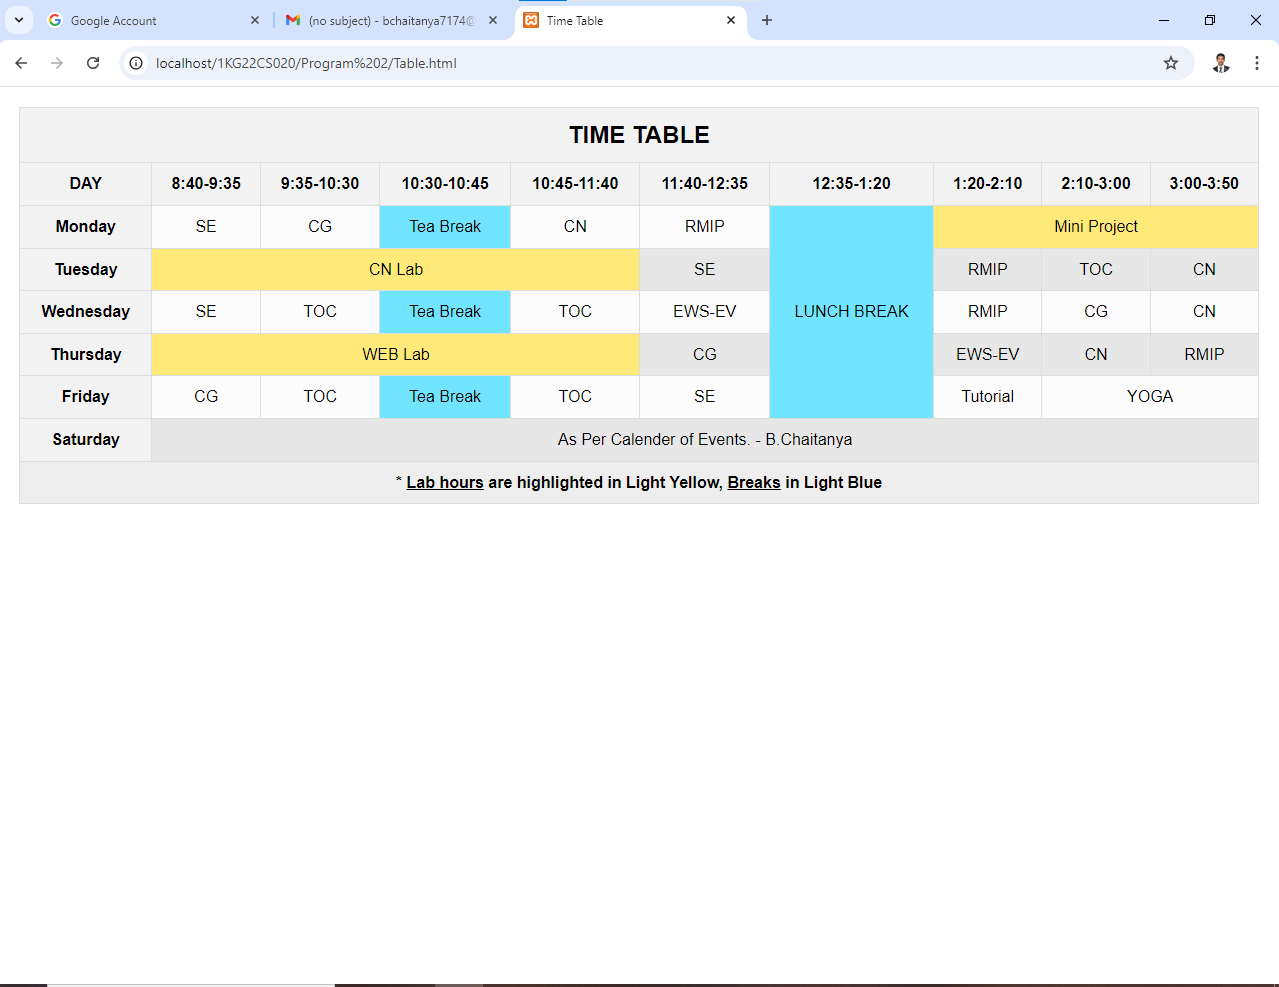 Google Account
(no subject) - bchaitanya7174@
Time Table
localhost/1KG22CS020/Program%202/Table.html
TIME TABLE
DAY 8:40-9:35 9:35-10:30 10:30-10:45 10:45-11:40 11:40-12:35 12:35-1:20 1:20-2:10 2:10-3:00 3:00-3:50
Monday SE CG Tea Break CN RMIP Mini Project
Tuesday CN Lab SE RMIP TOC CN
Wednesday SE TOC Tea Break TOC EWS-EV LUNCH BREAK RMIP CG CN
Thursday WEB Lab CG EWS-EV CN RMIP
Friday CG TOC Tea Break TOC SE Tutorial YOGA
Saturday As Per Calender of Events. - B.Chaitanya
* Lab hours are highlighted in Light Yellow, Breaks in Light Blue